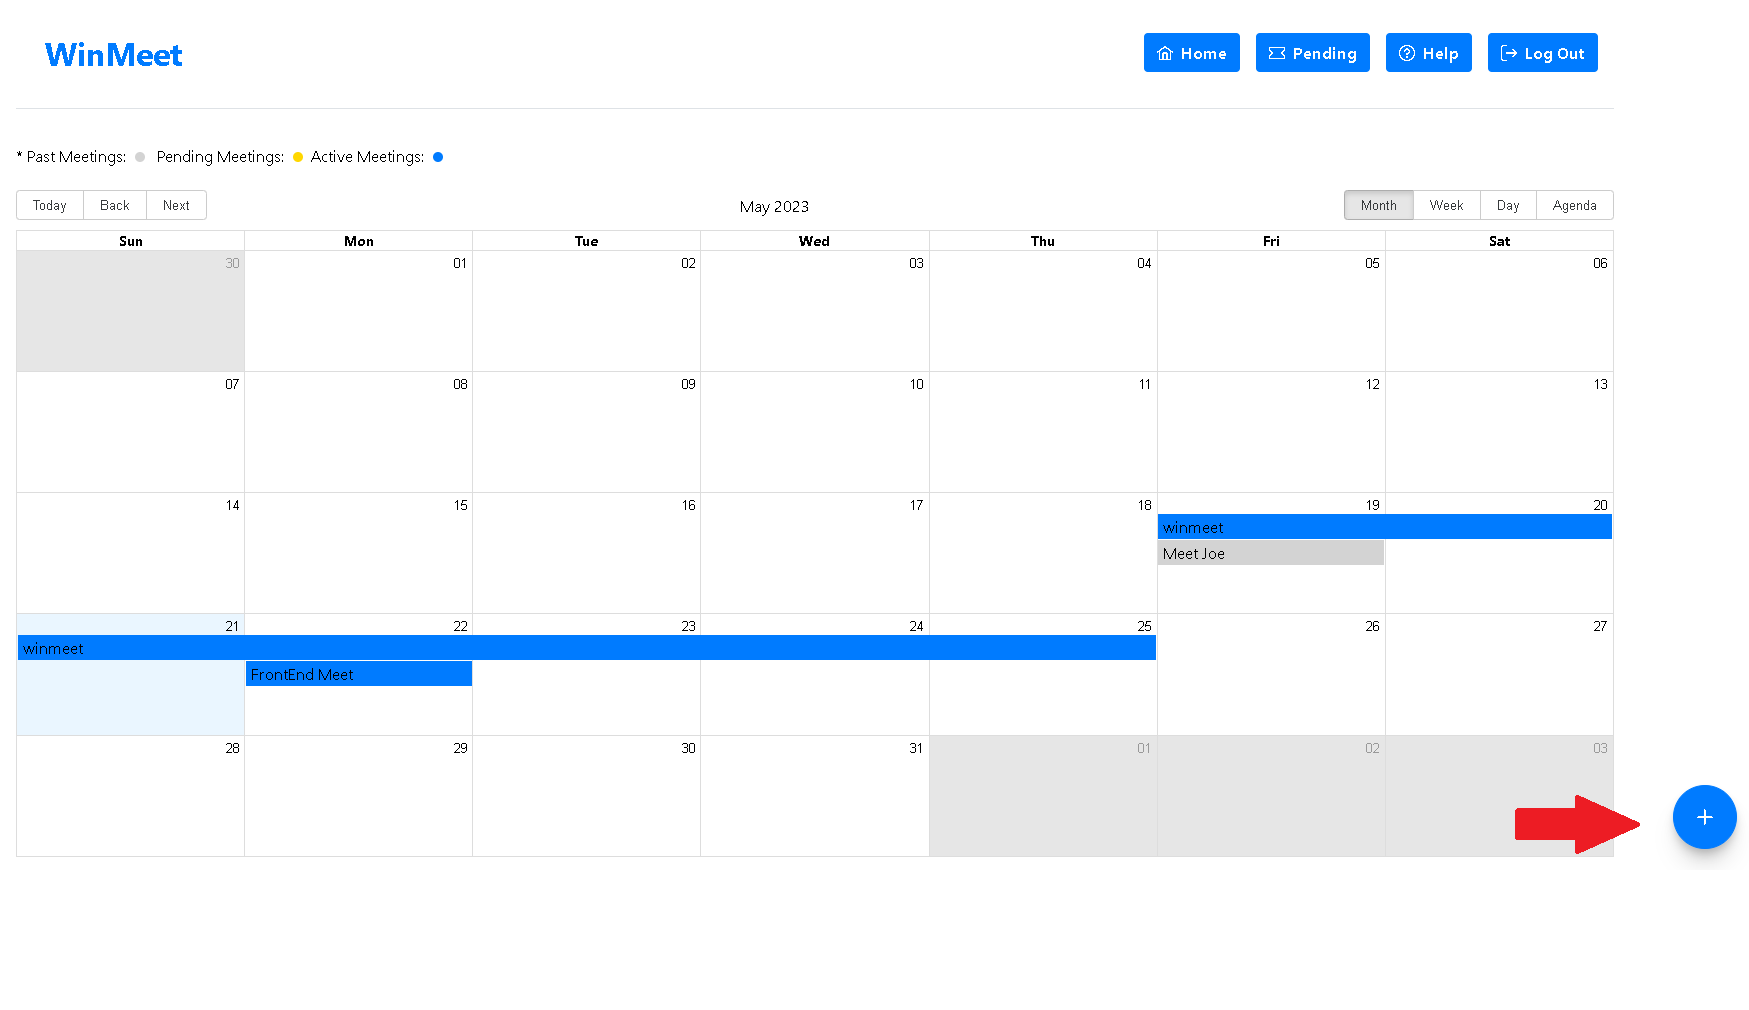 WinMeet
Home Pending Help Log Out
* Past Meetings: Pending Meetings: Active Meetings:
Today Back Next May 2023 Month Week Day Agenda
Sun Mon Tue Wed Thu Fri Sat
30 01 02 03 04 05 06
07 08 09 10 11 12 13
14 15 16 17 18 19 20
winmeet
Meet Joe
21 22 23 24 25 26 27
winmeet
FrontEnd Meet
28 29 30 31 01 02 03
+